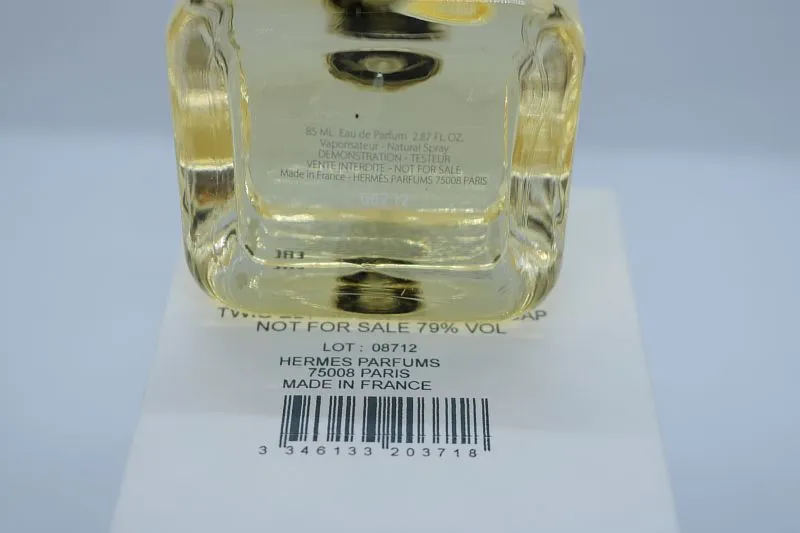 85 ML Eau de Parfum 2.87 FL.OZ.
Vaporisateur - Natural Spray
DEMONSTRATION - TESTEUR
VENTE INTERDITE - NOT FOR SALE
Made in France - HERMÈS PARFUMS 75008 PARIS
NOT FOR SALE 79% VOL
LOT : 08712
HERMES PARFUMS
75008 PARIS
MADE IN FRANCE
3 346133 203718